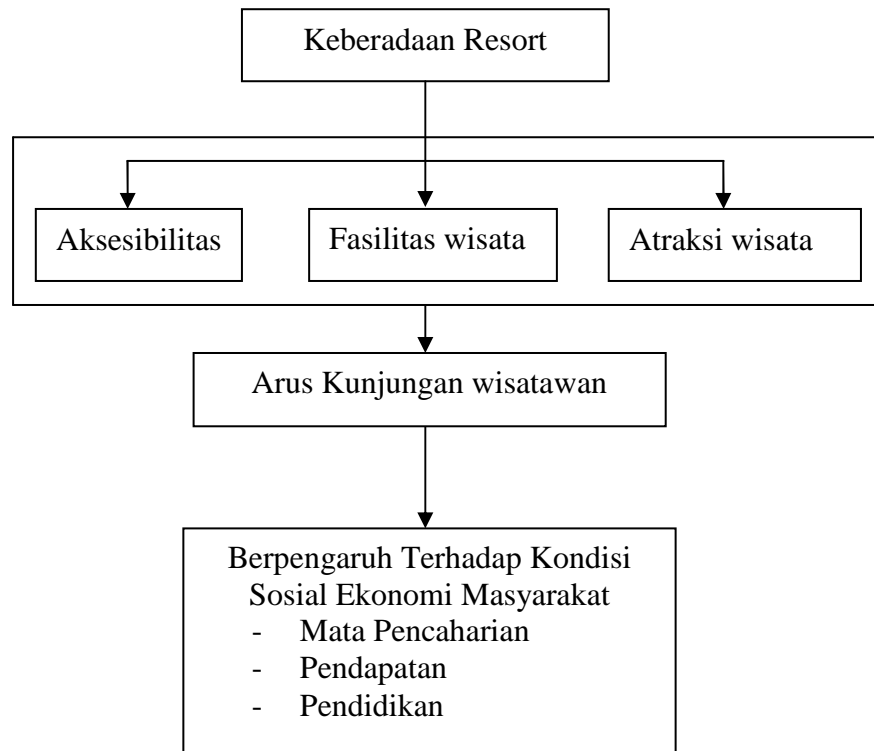 Keberadaan Resort
Aksesibilitas
Fasilitas wisata
Atraksi wisata
Arus Kunjungan wisatawan
Berpengaruh Terhadap Kondisi
Sosial Ekonomi Masyarakat
- Mata Pencaharian
- Pendapatan
- Pendidikan